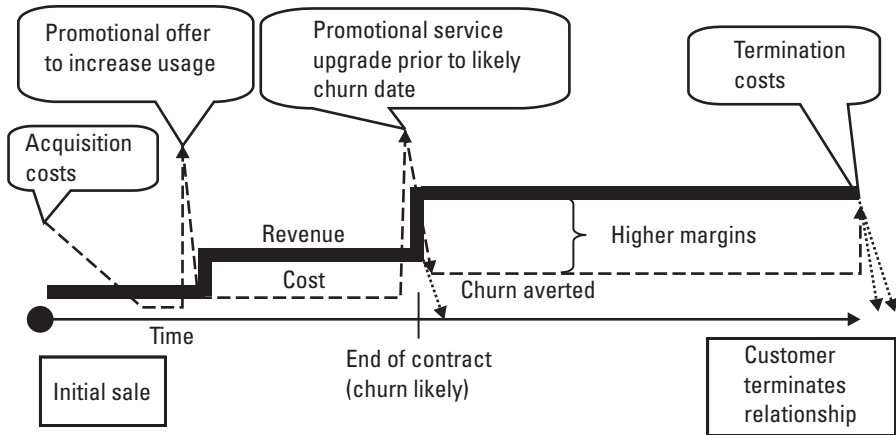 Promotional offer
to increase usage
Promotional service
upgrade prior to likely
churn date
Termination
costs
Acquisition
costs
Revenue
Higher margins
Cost
Churn averted
Time
End of contract
(churn likely)
Initial sale
Customer
terminates
relationship